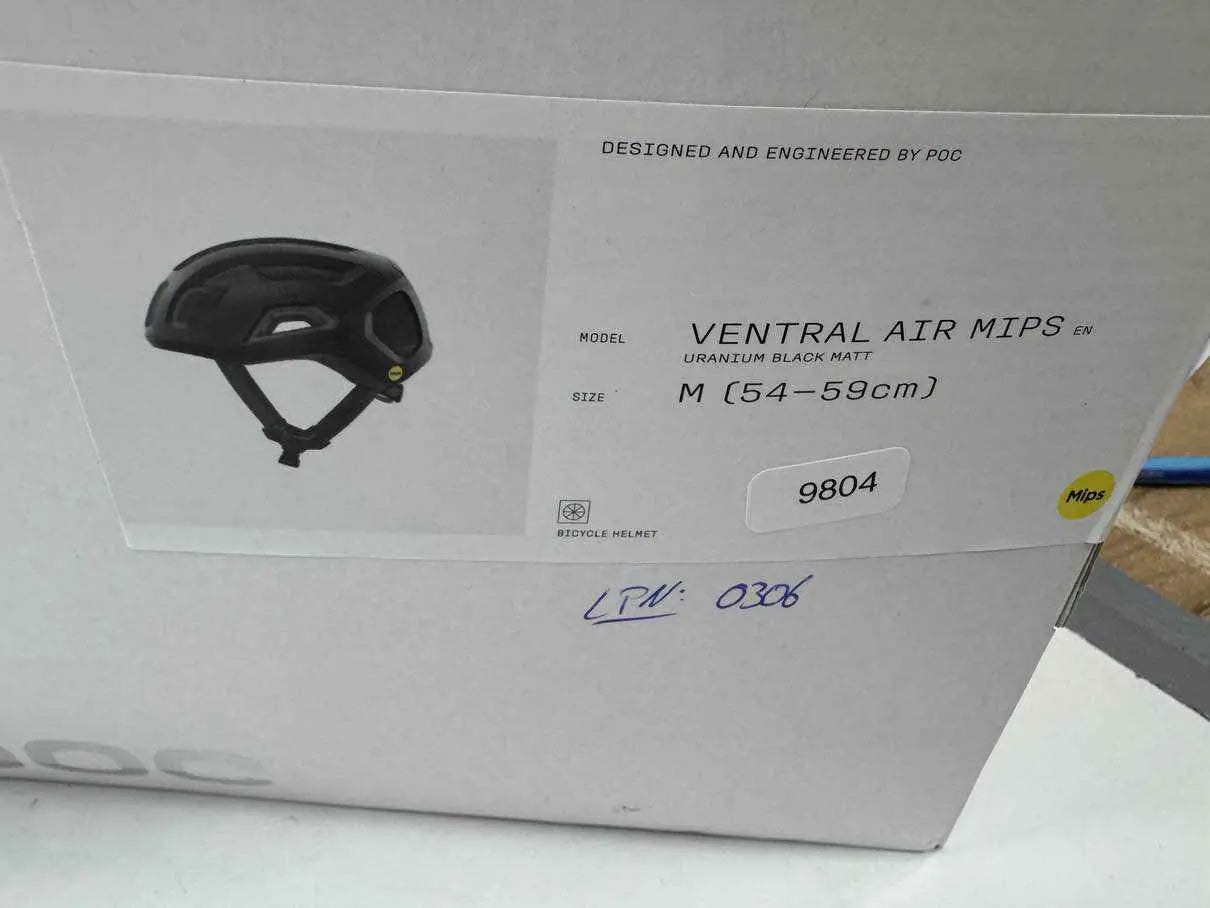 DESIGNED AND ENGINEERED BY POC
MODEL VENTRAL AIR MIPS EN
URANIUM BLACK MATT
SIZE M (54–59cm)
9804
Mips
BICYCLE HELMET
LPN: 0306
poc